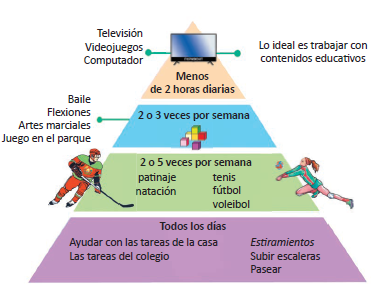 Televisión
Videojuegos
Computador
Lo ideal es trabajar con
contenidos educativos
Menos
de 2 horas diarias
Baile
Flexiones
Artes marciales
Juego en el parque
2 o 3 veces por semana
2 o 5 veces por semana
patinaje
natación
tenis
fútbol
voleibol
Todos los días
Ayudar con las tareas de la casa
Las tareas del colegio
Estiramientos
Subir escaleras
Pasear